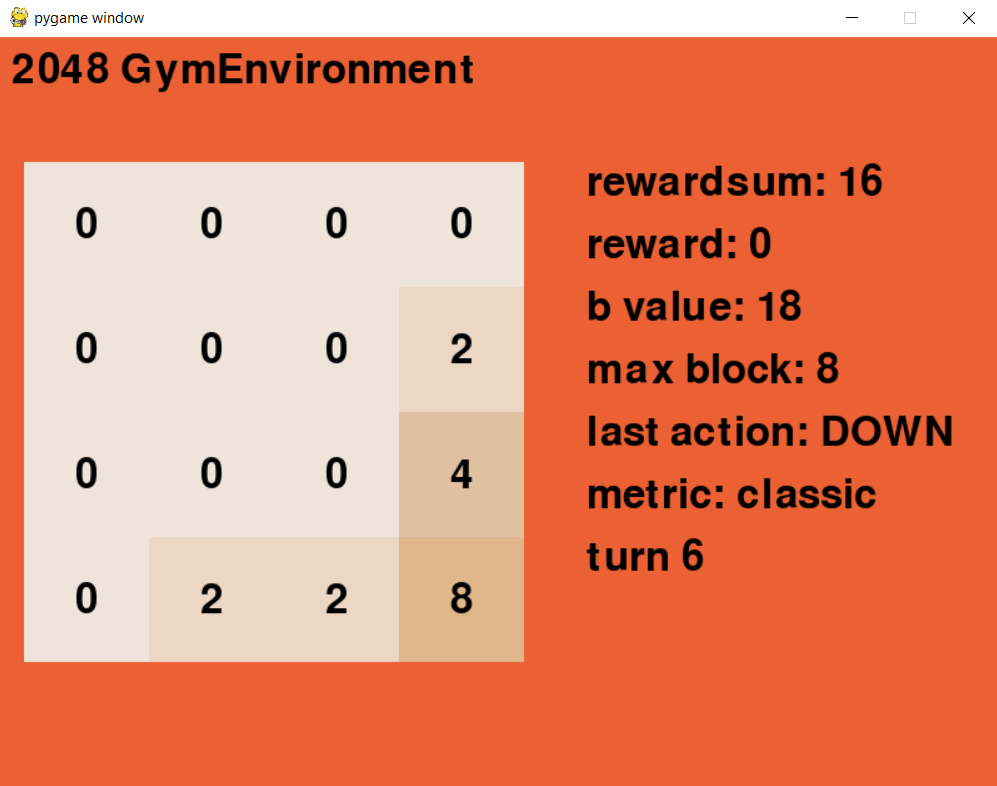 pygame window
2048 GymEnvironment
0 0 0 0
0 0 0 2
0 0 0 4
0 2 2 8
rewardsum: 16
reward: 0
b value: 18
max block: 8
last action: DOWN
metric: classic
turn 6